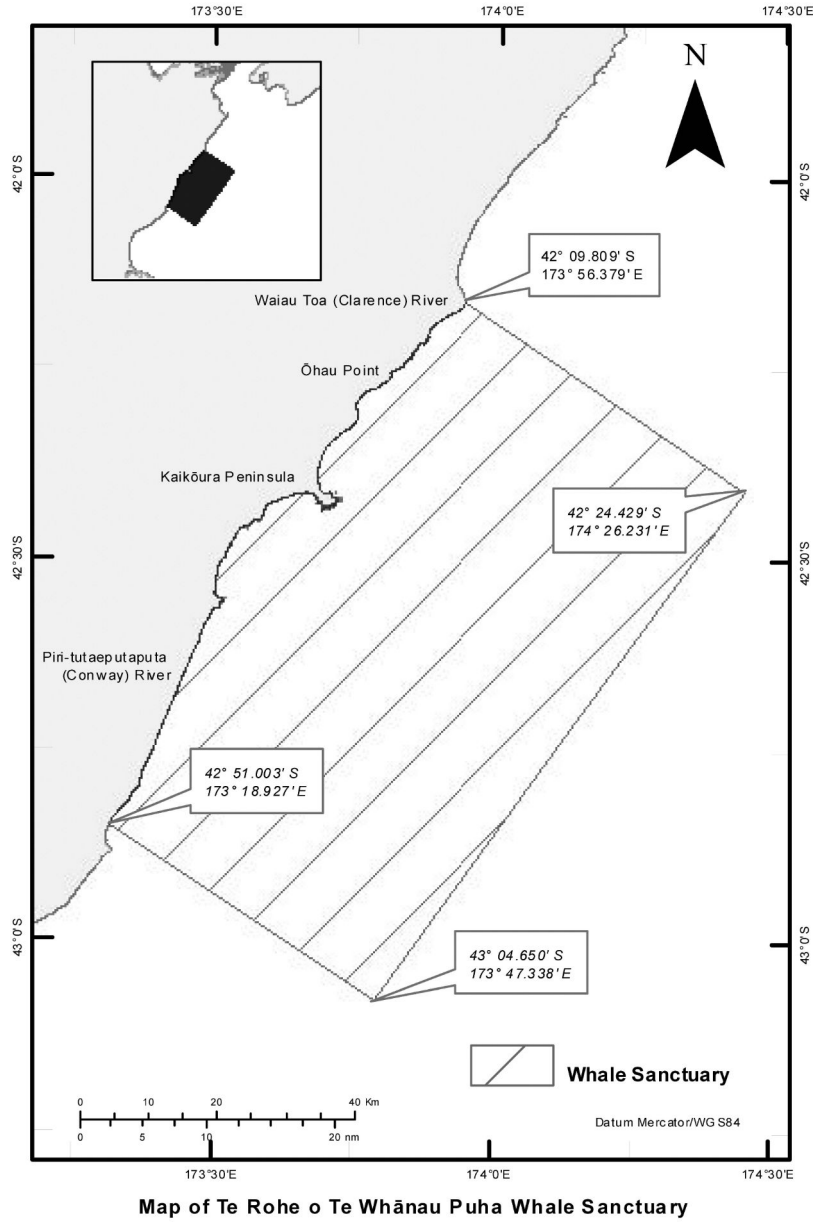 173°30'E
174°0'E
174°30'E
N
42°0'S
42°0'S
42° 09.809' S
173° 56.379' E
Waiau Toa (Clarence) River
Ōhau Point
Kaikōura Peninsula
42° 24.429' S
174° 26.231' E
42°30'S
42°30'S
Piri-tutaeputaputa
(Conway) River
42° 51.003' S
173° 18.927' E
43°0'S
43°0'S
43° 04.650' S
173° 47.338' E
Whale Sanctuary
0 10 20 40 Km
0 5 10 20 nm
Datum Mercator/WGS84
173°30'E
174°0'E
174°30'E
Map of Te Rohe o Te Whānau Puha Whale Sanctuary